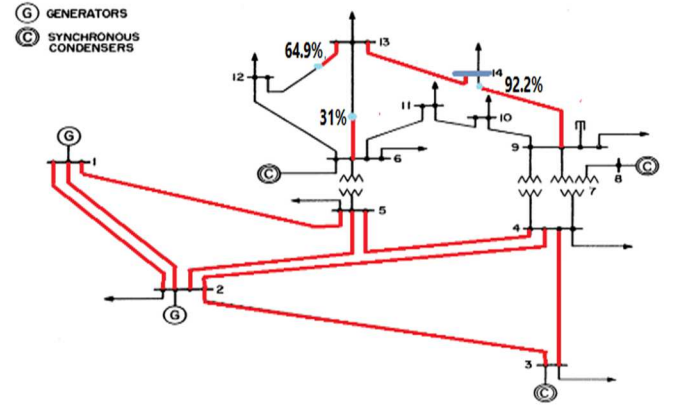 G GENERATORS
C SYNCHRONOUS
CONDENSERS
13
64.9%
14
92.2%
12
11
10
31%
G
1
6
9
C
8
C
7
5
4
2
G
3
C